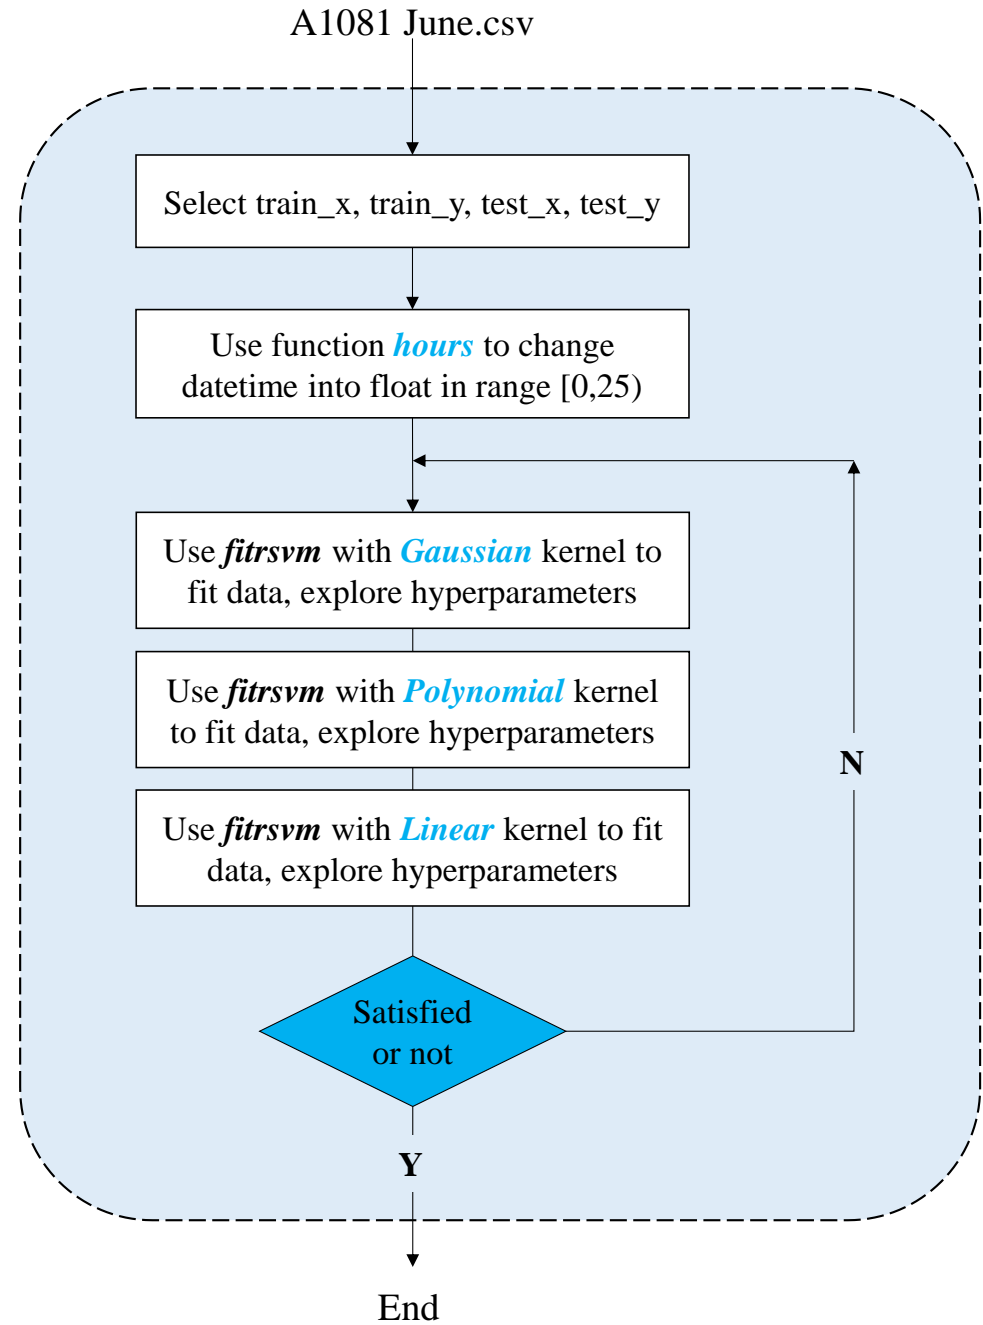 A1081 June.csv
Select train_x, train_y, test_x, test_y
Use function hours to change
datetime into float in range [0,25)
Use fitrsvm with Gaussian kernel to
fit data, explore hyperparameters
Use fitrsvm with Polynomial kernel
to fit data, explore hyperparameters
N
Use fitrsvm with Linear kernel to fit
data, explore hyperparameters
Satisfied
or not
Y
End